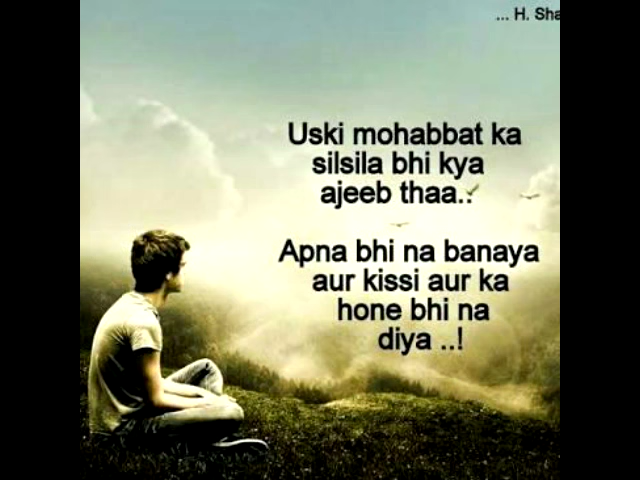 ... H. Sha
Uski mohabbat ka
silsila bhi kya
ajeeb thaa..
Apna bhi na banaya
aur kissi aur ka
hone bhi na
diya ..!